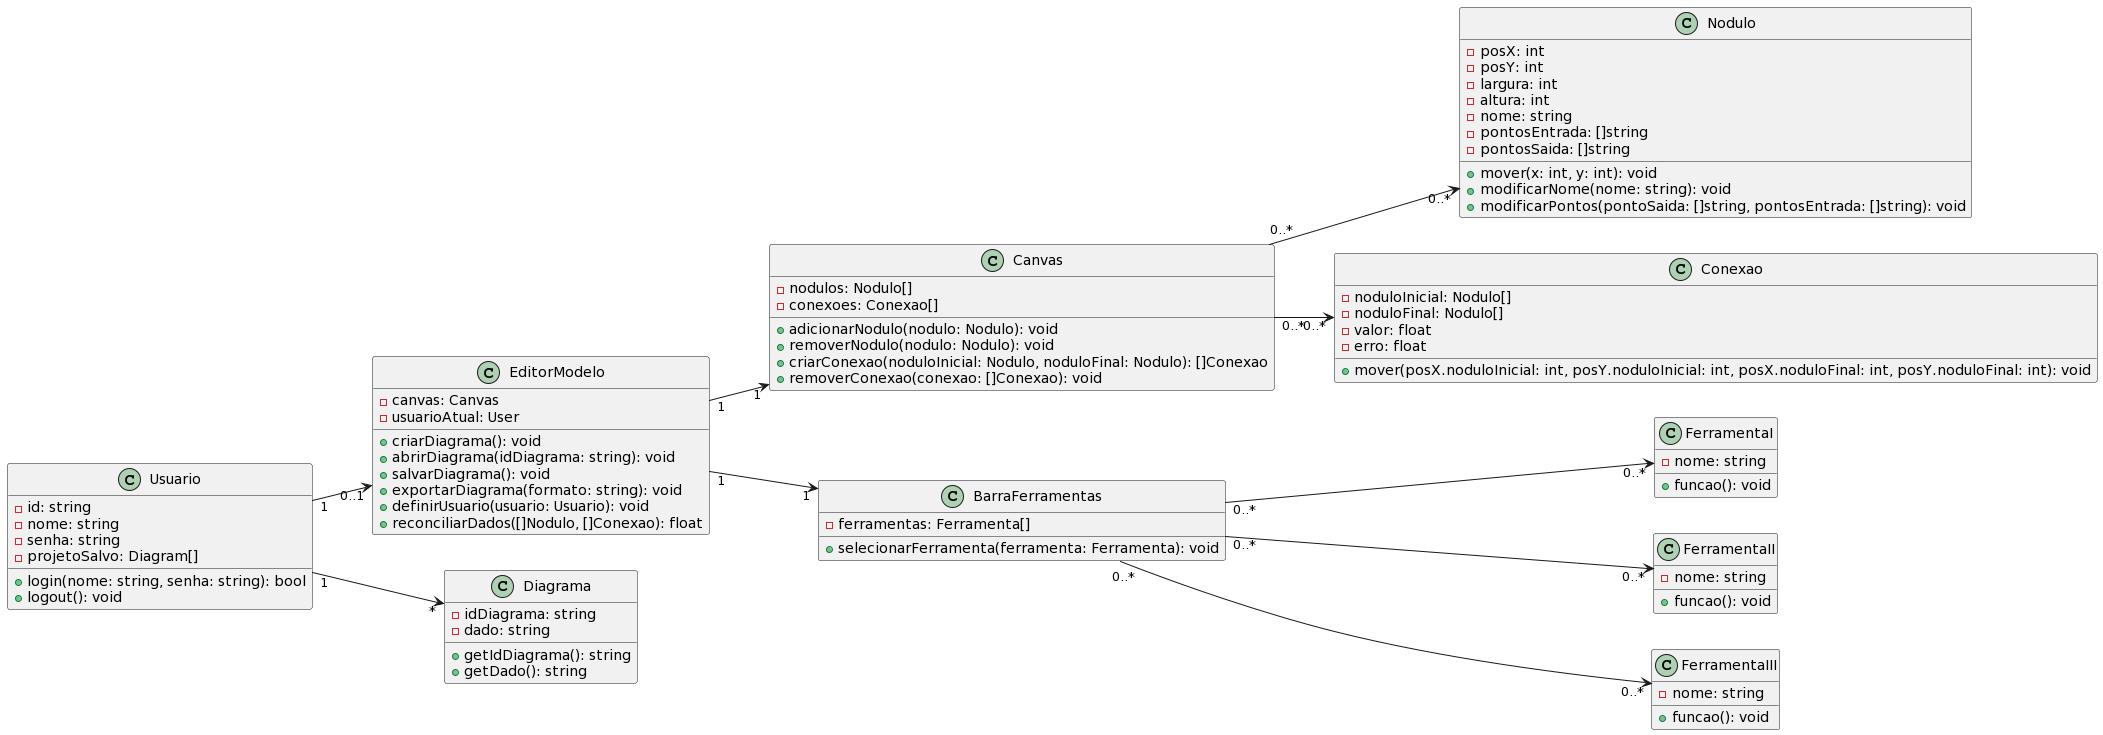 C Usuario
id: string
nome: string
senha: string
projetoSalvo: Diagram[]
login(nome: string, senha: string): bool
logout(): void
1
0..1
1
*
C EditorModelo
canvas: Canvas
usuarioAtual: User
criarDiagrama(): void
abrirDiagrama(idDiagrama: string): void
salvarDiagrama(): void
exportarDiagrama(formato: string): void
definirUsuario(usuario: Usuario): void
reconciliarDados([]Nodulo, []Conexao): float
1
1
1
1
C Diagrama
idDiagrama: string
dado: string
getIdDiagrama(): string
getDado(): string
C Canvas
nodulos: Nodulo[]
conexoes: Conexao[]
adicionarNodulo(nodulo: Nodulo): void
removerNodulo(nodulo: Nodulo): void
criarConexao(noduloInicial: Nodulo, noduloFinal: Nodulo): []Conexao
removerConexao(conexao: []Conexao): void
0..*
0..*
0..*
0..*
C BarraFerramentas
ferramentas: Ferramenta[]
selecionarFerramenta(ferramenta: Ferramenta): void
0..*
0..*
0..*
0..*
0..*
0..*
C Nodulo
posX: int
posY: int
largura: int
altura: int
nome: string
pontosEntrada: []string
pontosSaida: []string
mover(x: int, y: int): void
modificarNome(nome: string): void
modificarPontos(pontoSaida: []string, pontosEntrada: []string): void
C Conexao
noduloInicial: Nodulo[]
noduloFinal: Nodulo[]
valor: float
erro: float
mover(posX.noduloInicial: int, posY.noduloInicial: int, posX.noduloFinal: int, posY.noduloFinal: int): void
C FerramentaI
nome: string
funcao(): void
C FerramentaII
nome: string
funcao(): void
C FerramentaIII
nome: string
funcao(): void